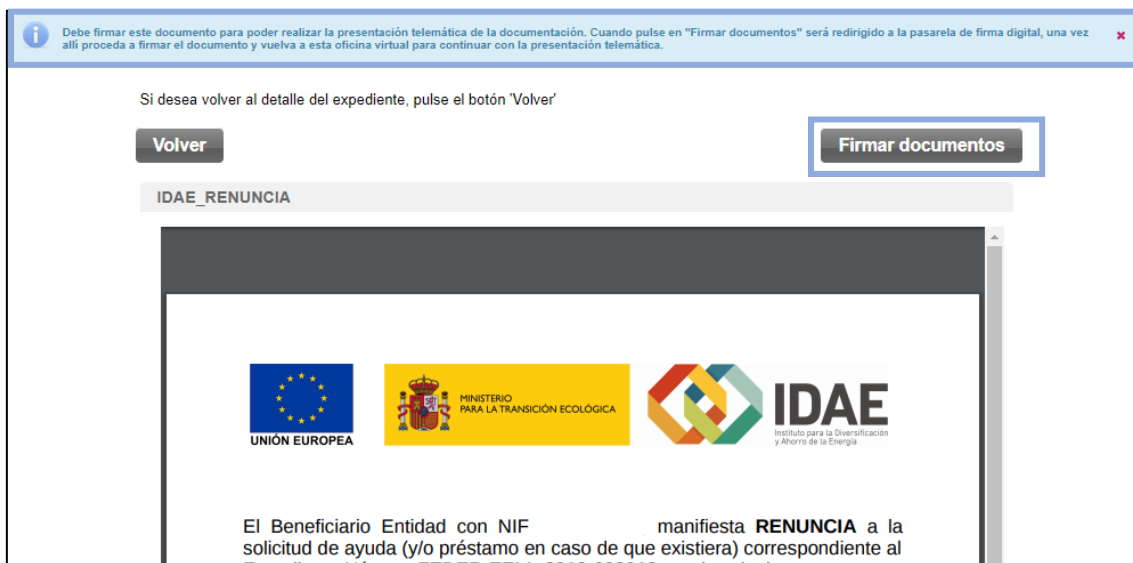 Debe firmar este documento para poder realizar la presentación telemática de la documentación. Cuando pulse en "Firmar documentos" será redirigido a la pasarela de firma digital, una vez
allí proceda a firmar el documento y vuelva a esta oficina virtual para continuar con la presentación telemática.
Si desea volver al detalle del expediente, pulse el botón 'Volver'
Volver
Firmar documentos
IDAE_RENUNCIA
UNIÓN EUROPEA
MINISTERIO
PARA LA TRANSICIÓN ECOLÓGICA
IDAE
Instituto para la Diversificación
y Ahorro de la Energía
El Beneficiario Entidad con NIF manifiesta RENUNCIA a la
solicitud de ayuda (y/o préstamo en caso de que existiera) correspondiente al